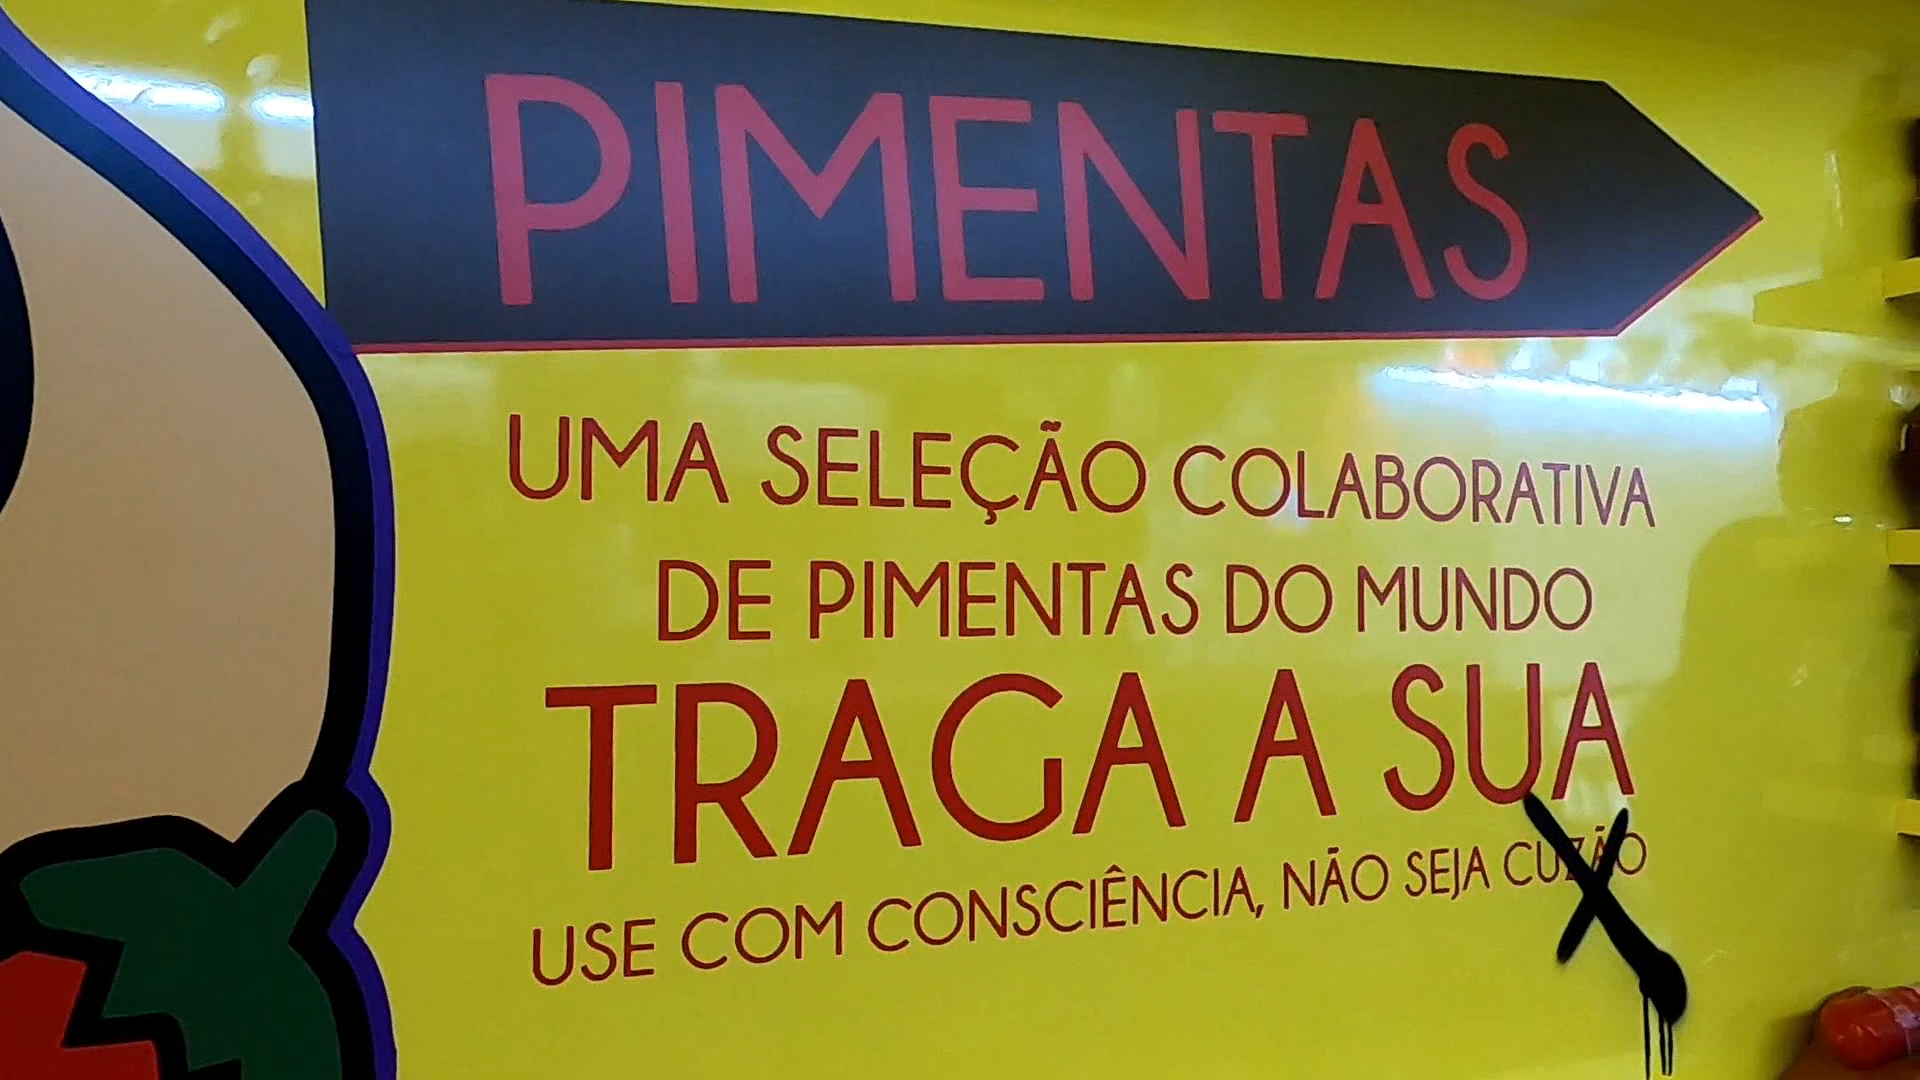 PIMENTAS
UMA SELEÇÃO COLABORATIVA
DE PIMENTAS DO MUNDO
TRAGA A SUA
USE COM CONSCIÊNCIA, NÃO SEJA CUZÃO